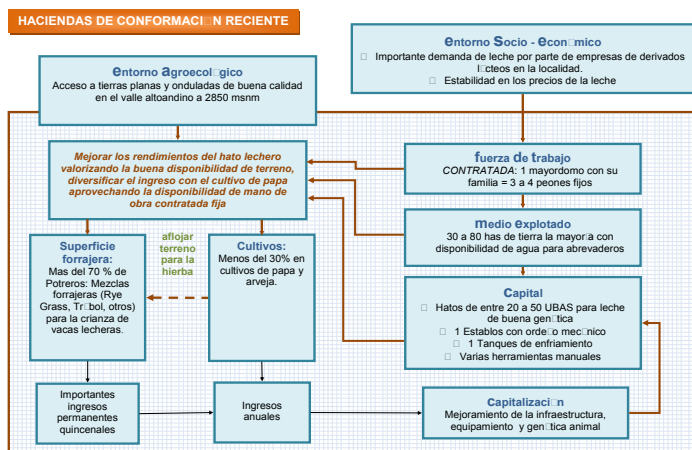 HACIENDAS DE CONFORMACI□N RECIENTE
entorno Socio - econ□mico
□ Importante demanda de leche por parte de empresas de derivados
l□cteos en la localidad.
□ Estabilidad en los precios de la leche
entorno agroecol□gico
Acceso a tierras planas y onduladas de buena calidad
en el valle altoandino a 2850 msnm
Mejorar los rendimientos del hato lechero
valorizando la buena disponibilidad de terreno,
diversificar el ingreso con el cultivo de papa
aprovechando la disponibilidad de mano de
obra contratada fija
fuerza de trabajo
CONTRATADA: 1 mayordomo con su
familia = 3 a 4 peones fijos
medio explotado
30 a 80 has de tierra la mayor□a con
disponibilidad de agua para abrevaderos
Superficie
forrajera:
Mas del 70 % de
Potreros: Mezclas
forrajeras (Rye
Grass, Tr□bol, otros)
para la crianza de
vacas lecheras.
aflojar
terreno
para la
hierba
Cultivos:
Menos del 30% en
cultivos de papa y
arveja.
Capital
□ Hatos de entre 20 a 50 UBAS para leche
de buena gen□tica
□ 1 Establos con orde□o mec□nico
□ 1 Tanques de enfriamiento
□ Varias herramientas manuales
Importantes
ingresos
permanentes
quincenales
Ingresos
anuales
Capitalizaci□n
Mejoramiento de la infraestructura,
equipamiento y gen□tica animal